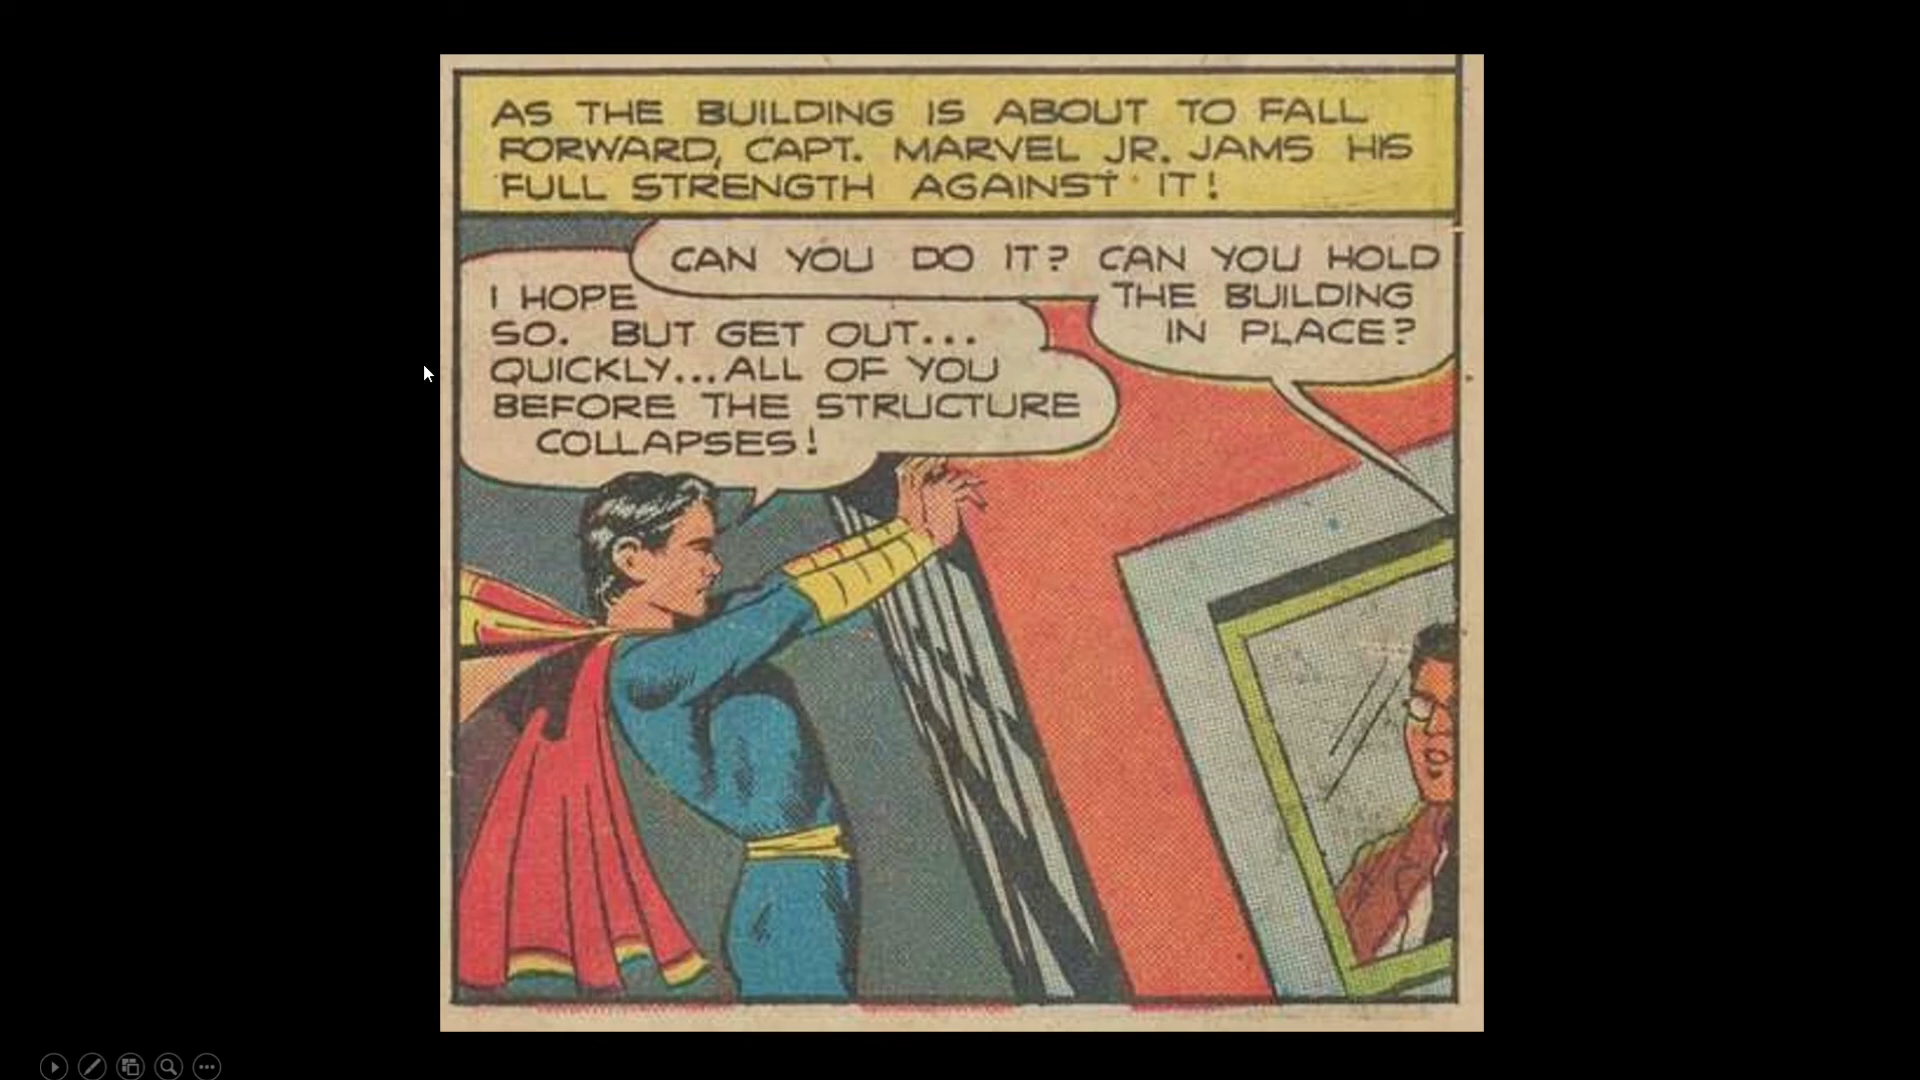 AS THE BUILDING IS ABOUT TO FALL
FORWARD, CAPT. MARVEL JR. JAMS HIS
FULL STRENGTH AGAINST IT!
CAN YOU DO IT? CAN YOU HOLD
THE BUILDING
IN PLACE?
I HOPE
SO. BUT GET OUT...
QUICKLY...ALL OF YOU
BEFORE THE STRUCTURE
COLLAPSES!